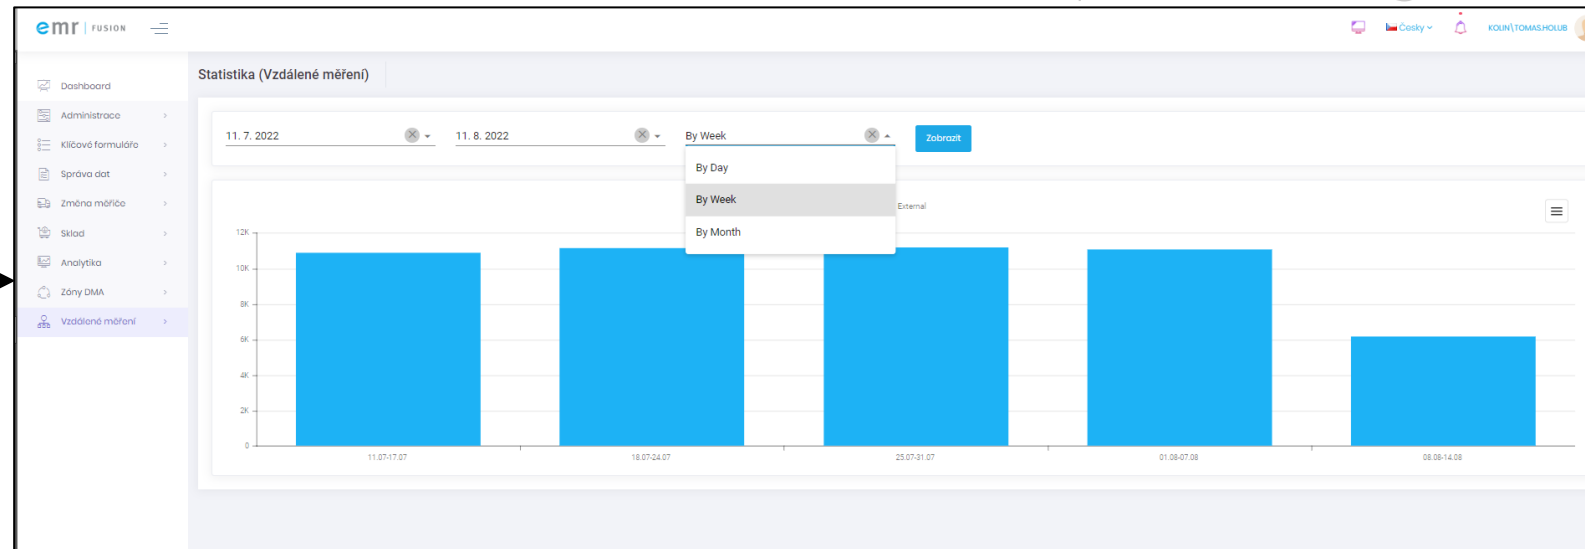 emr | FUSION
Česky
KOLIN\TOMAS.HOLUB
Dashboard
Administrace
Klíčové formuláře
Správa dat
Změna měřiče
Sklad
Analytika
Zóny DMA
Vzdálené měření
Statistika (Vzdálené měření)
11. 7. 2022
11. 8. 2022
By Week
Zobrazit
By Day
By Week
By Month
External
12K
10K
8K
6K
4K
2K
0
11.07-17.07
18.07-24.07
25.07-31.07
01.08-07.08
08.08-14.08